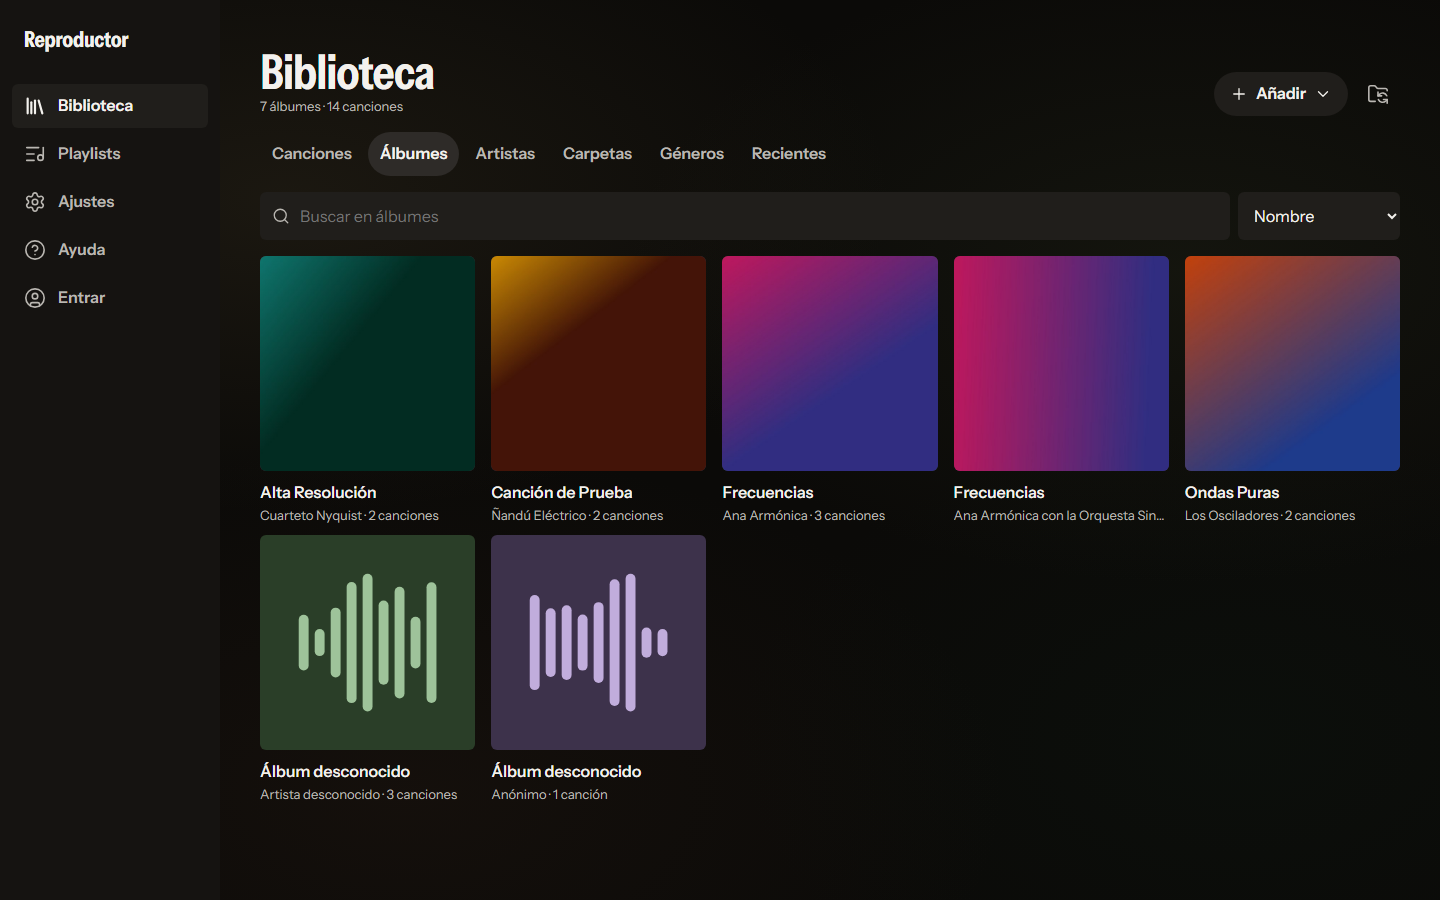 Reproductor
Biblioteca
Playlists
Ajustes
Ayuda
Entrar
Biblioteca
7 álbumes · 14 canciones
Añadir
Canciones
Álbumes
Artistas
Carpetas
Géneros
Recientes
Buscar en álbumes
Nombre
Alta Resolución
Cuarteto Nyquist · 2 canciones
Canción de Prueba
Ñandú Eléctrico · 2 canciones
Frecuencias
Ana Armónica · 3 canciones
Frecuencias
Ana Armónica con la Orquesta Sin...
Ondas Puras
Los Osciladores · 2 canciones
Álbum desconocido
Artista desconocido · 3 canciones
Álbum desconocido
Anónimo · 1 canción